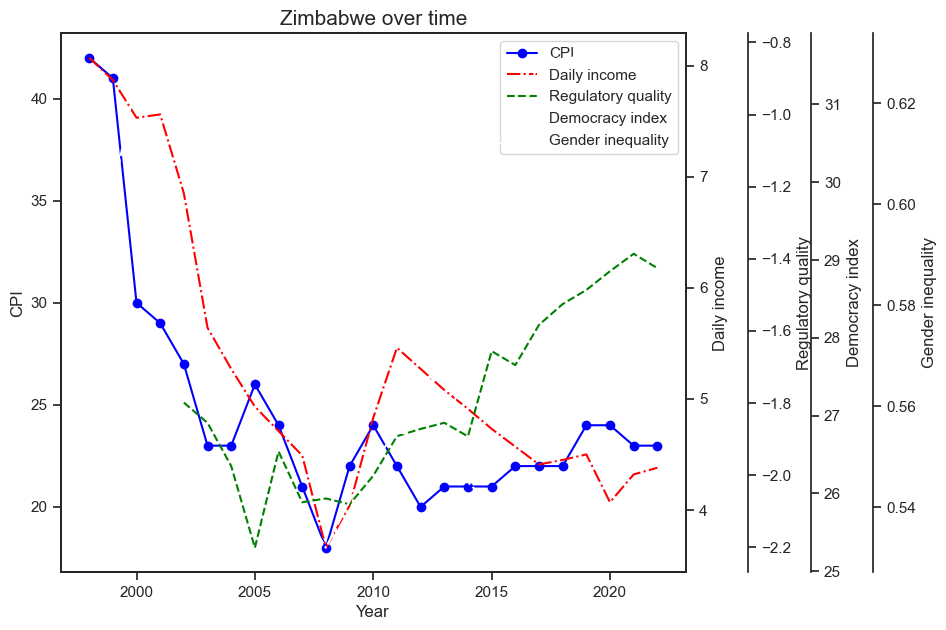 Zimbabwe over time
CPI
Daily income
Regulatory quality
Democracy index
Gender inequality
40
35
30
25
20
CPI
2000
2005
2010
2015
2020
Year
8
7
6
5
4
Daily income
−0.8
−1.0
−1.2
−1.4
−1.6
−1.8
−2.0
−2.2
Regulatory quality
31
30
29
28
27
26
25
Democracy index
0.62
0.60
0.58
0.56
0.54
Gender inequality